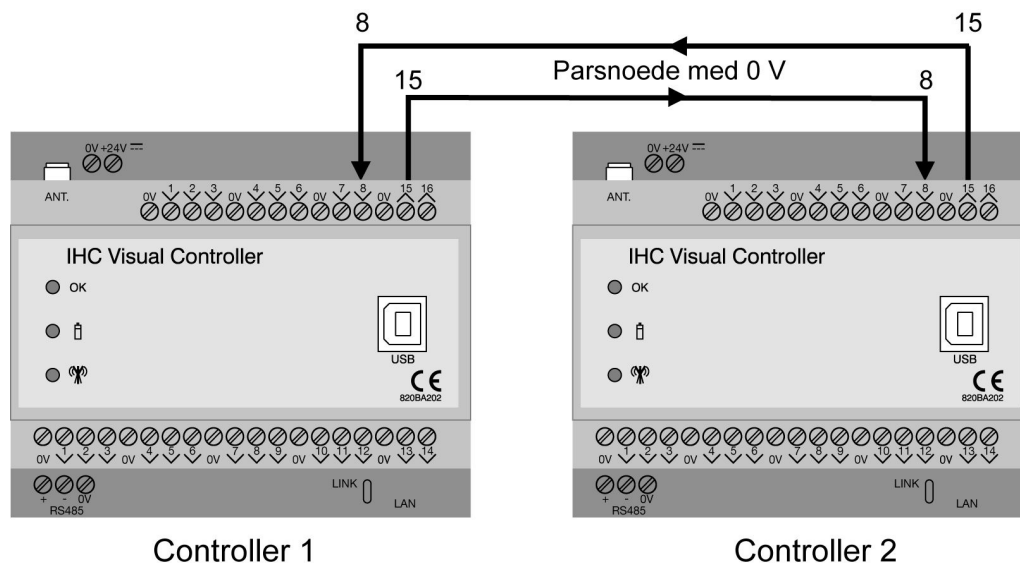 8 15
Parsnoede med 0 V
15 8
0V +24V
ANT.
0V 1 2 3 0V 4 5 6 0V 7 8 0V 15 16
IHC Visual Controller
OK
USB
CE
820BA202
0V 1 2 3 0V 4 5 6 0V 7 8 9 0V 10 11 12 0V 13 14
+ - 0V
RS485
LINK
LAN
Controller 1
0V +24V
ANT.
0V 1 2 3 0V 4 5 6 0V 7 8 0V 15 16
IHC Visual Controller
OK
USB
CE
820BA202
0V 1 2 3 0V 4 5 6 0V 7 8 9 0V 10 11 12 0V 13 14
+ - 0V
RS485
LINK
LAN
Controller 2